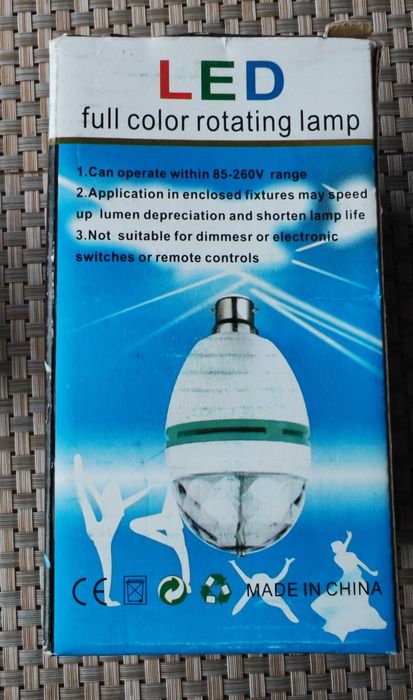 LED
full color rotating lamp
1.Can operate within 85-260V range
2.Application in enclosed fixtures may speed
up lumen depreciation and shorten lamp life
3.Not suitable for dimmesr or electronic
switches or remote controls
CE
MADE IN CHINA